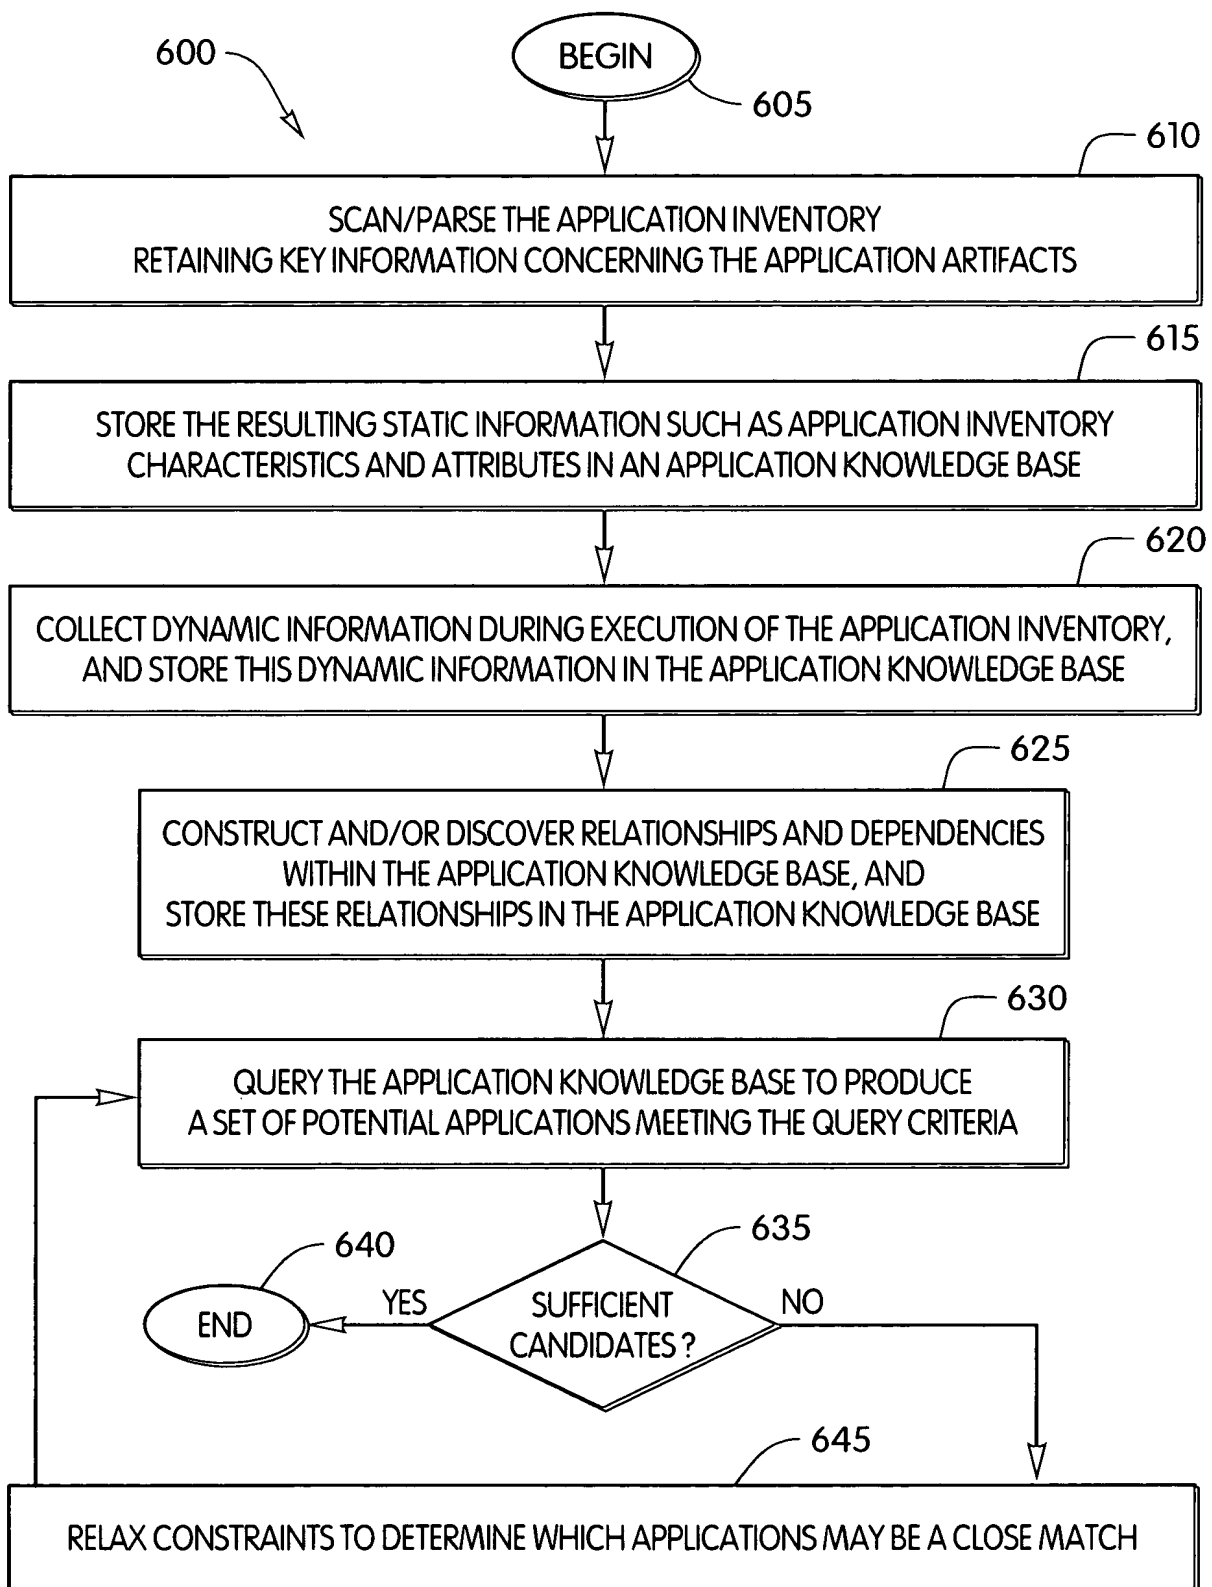 600
BEGIN
605
610
SCAN/PARSE THE APPLICATION INVENTORY
RETAINING KEY INFORMATION CONCERNING THE APPLICATION ARTIFACTS
615
STORE THE RESULTING STATIC INFORMATION SUCH AS APPLICATION INVENTORY
CHARACTERISTICS AND ATTRIBUTES IN AN APPLICATION KNOWLEDGE BASE
620
COLLECT DYNAMIC INFORMATION DURING EXECUTION OF THE APPLICATION INVENTORY,
AND STORE THIS DYNAMIC INFORMATION IN THE APPLICATION KNOWLEDGE BASE
625
CONSTRUCT AND/OR DISCOVER RELATIONSHIPS AND DEPENDENCIES
WITHIN THE APPLICATION KNOWLEDGE BASE, AND
STORE THESE RELATIONSHIPS IN THE APPLICATION KNOWLEDGE BASE
630
QUERY THE APPLICATION KNOWLEDGE BASE TO PRODUCE
A SET OF POTENTIAL APPLICATIONS MEETING THE QUERY CRITERIA
635
640
YES
NO
SUFFICIENT
CANDIDATES?
END
645
RELAX CONSTRAINTS TO DETERMINE WHICH APPLICATIONS MAY BE A CLOSE MATCH